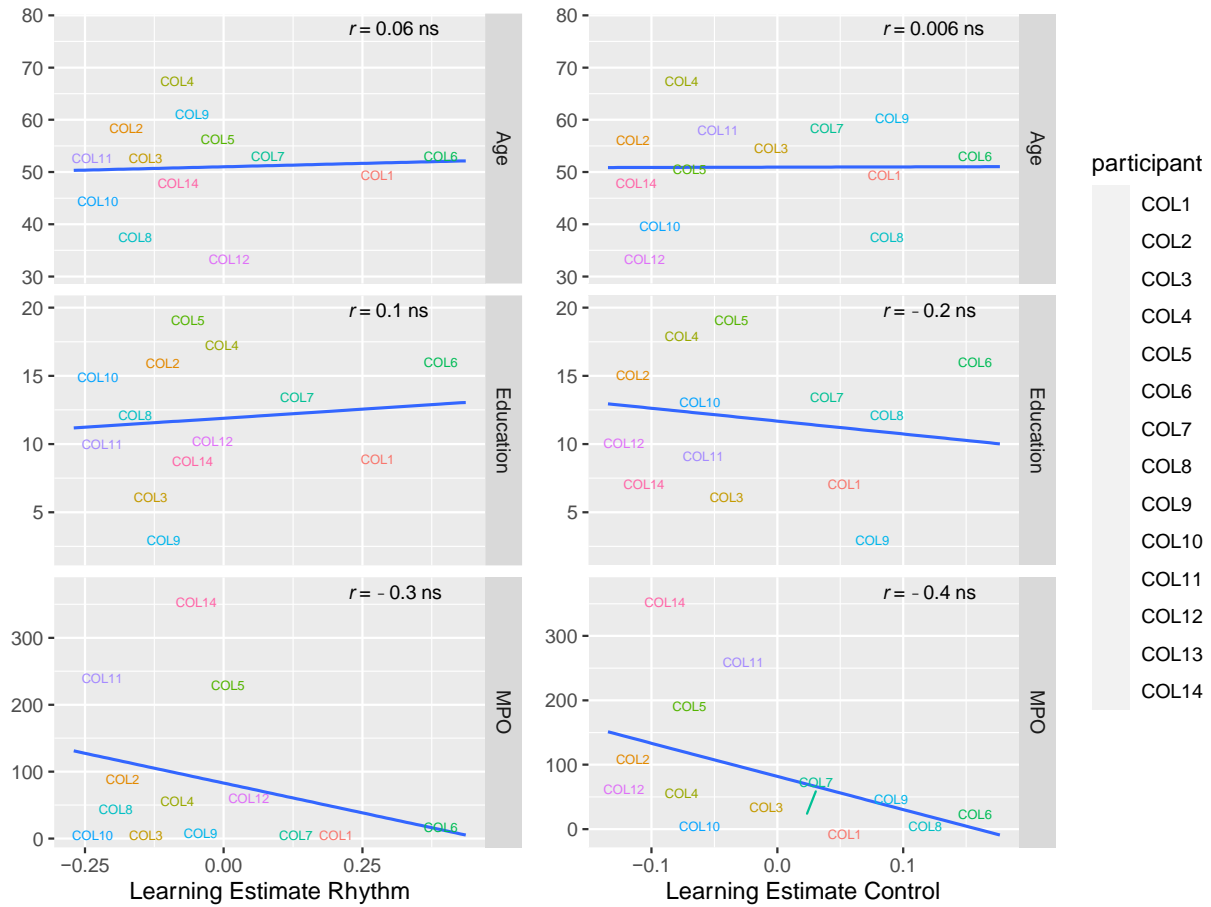 80
70
60
50
40
30
r = 0.06 ns
COL4
COL9
COL2
COL5
COL11
COL3
COL7
COL6
COL14
COL1
COL10
COL8
COL12
Age
r = 0.006 ns
COL4
COL9
COL11
COL7
COL2
COL3
COL6
COL5
COL14
COL1
COL10
COL8
COL12
Age
20
15
10
5
r = 0.1 ns
COL5
COL4
COL2
COL6
COL10
COL7
COL8
COL11
COL12
COL14
COL1
COL3
COL9
Education
r = − 0.2 ns
COL5
COL4
COL6
COL2
COL10
COL7
COL8
COL12
COL11
COL14
COL1
COL3
COL9
Education
300
200
100
0
r = − 0.3 ns
COL14
COL11
COL5
COL2
COL12
COL4
COL8
COL6
COL10
COL3
COL9
COL7
COL1
MPO
−0.25
0.00
0.25
Learning Estimate Rhythm
300
200
100
0
r = − 0.4 ns
COL14
COL11
COL5
COL2
COL7
COL12
COL4
COL9
COL3
COL6
COL10
COL8
COL1
MPO
−0.1
0.0
0.1
Learning Estimate Control
participant
COL1
COL2
COL3
COL4
COL5
COL6
COL7
COL8
COL9
COL10
COL11
COL12
COL13
COL14